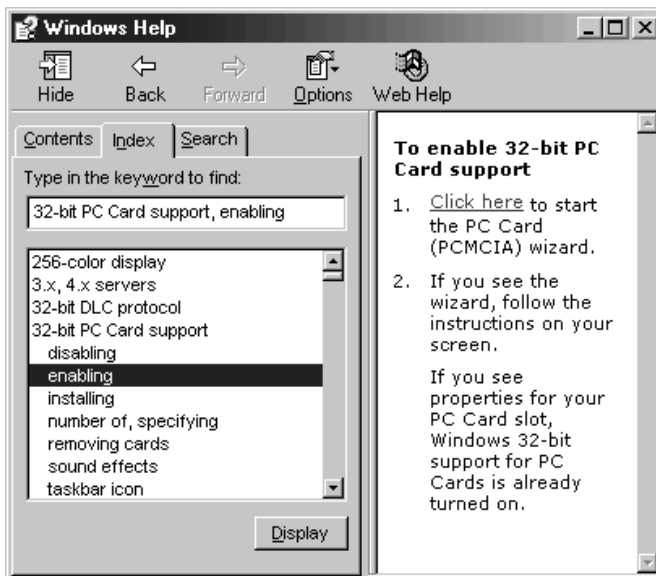 Windows Help
Hide Back Forward Options Web Help
Contents Index Search
Type in the keyword to find:
32-bit PC Card support, enabling
256-color display
3.x, 4.x servers
32-bit DLC protocol
32-bit PC Card support
disabling
enabling
installing
number of, specifying
removing cards
sound effects
taskbar icon
Display
To enable 32-bit PC
Card support
1. Click here to start
the PC Card
(PCMCIA) wizard.
2. If you see the
wizard, follow the
instructions on your
screen.
If you see
properties for your
PC Card slot,
Windows 32-bit
support for PC
Cards is already
turned on.